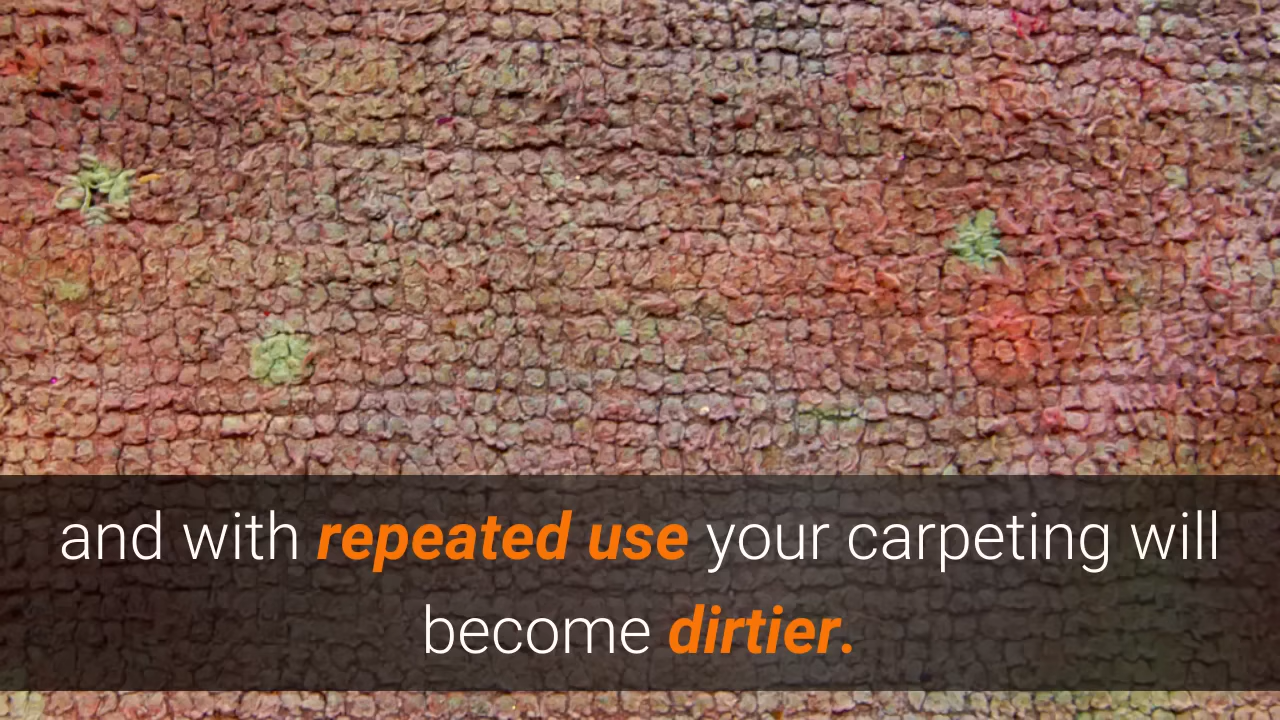 and with repeated use your carpeting will
become dirtier.